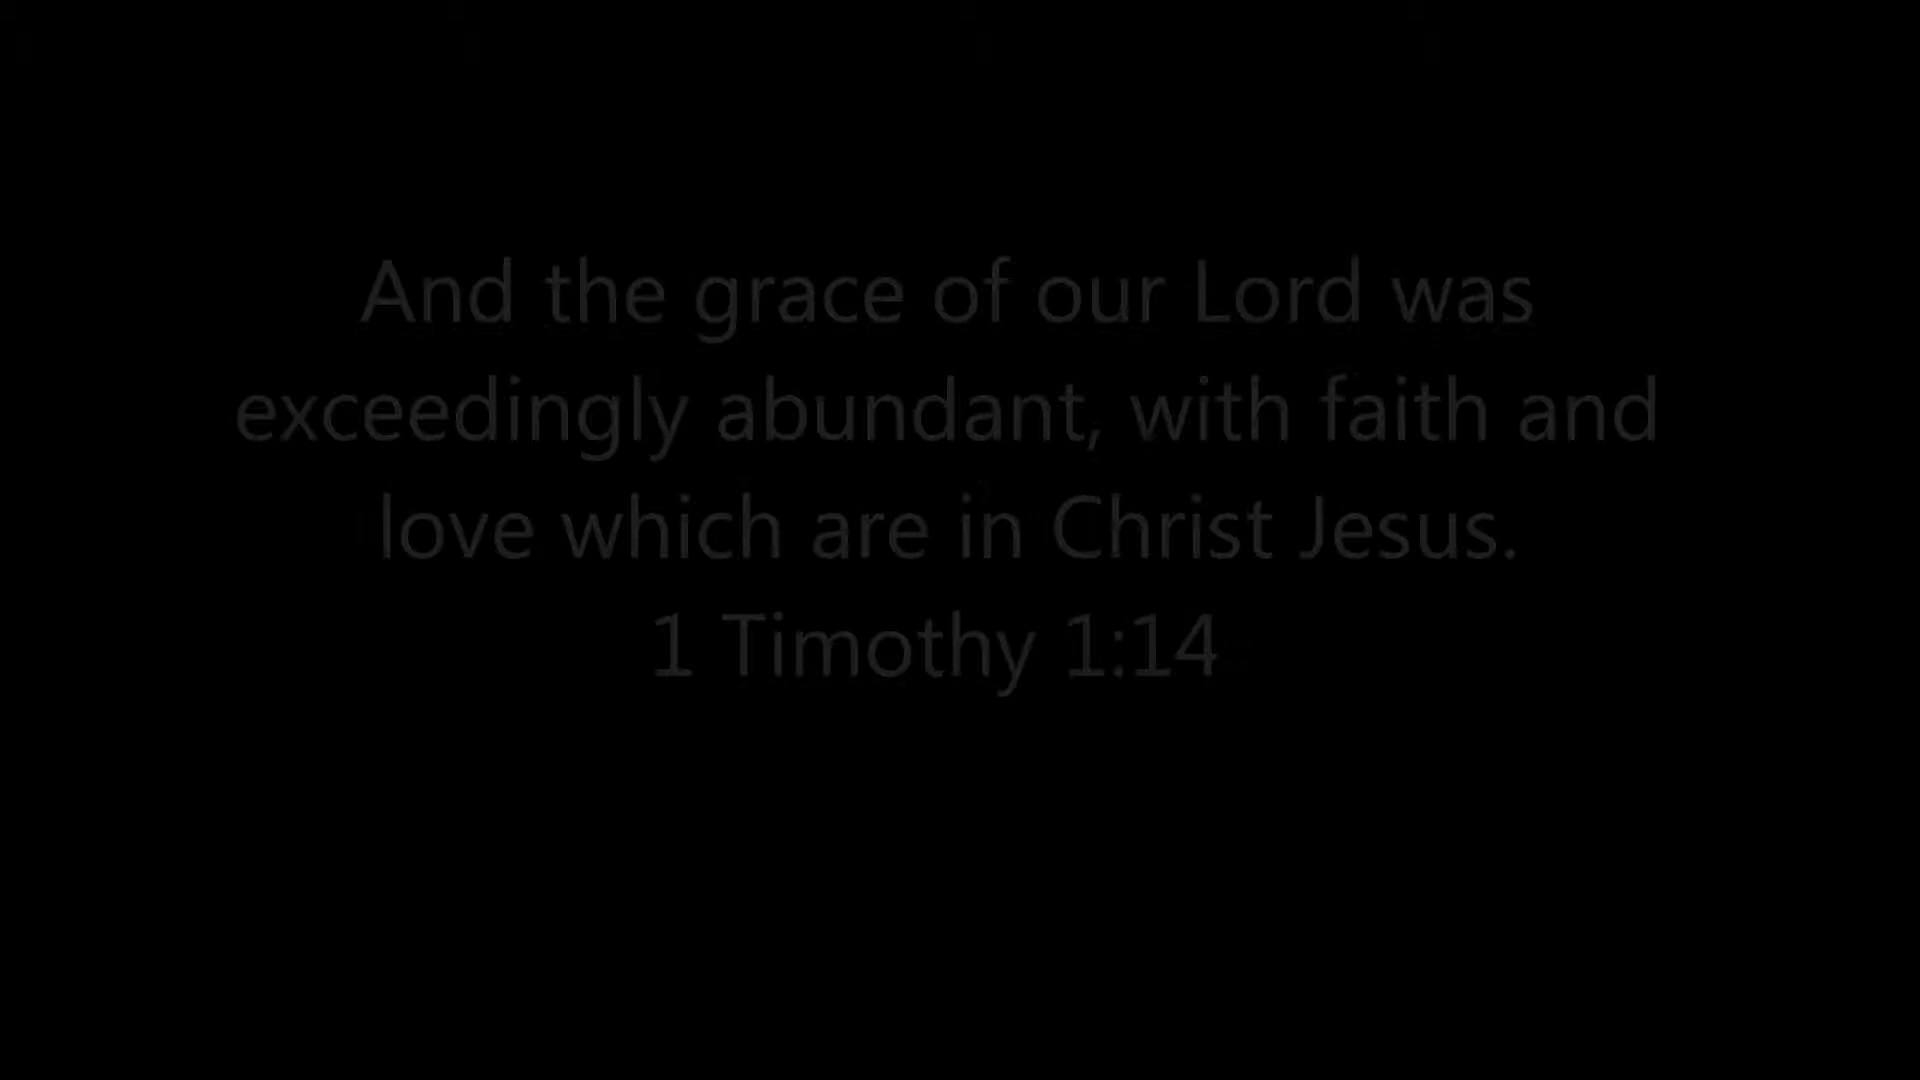 And the grace of our Lord was
exceedingly abundant, with faith and
love which are in Christ Jesus.
1 Timothy 1:14